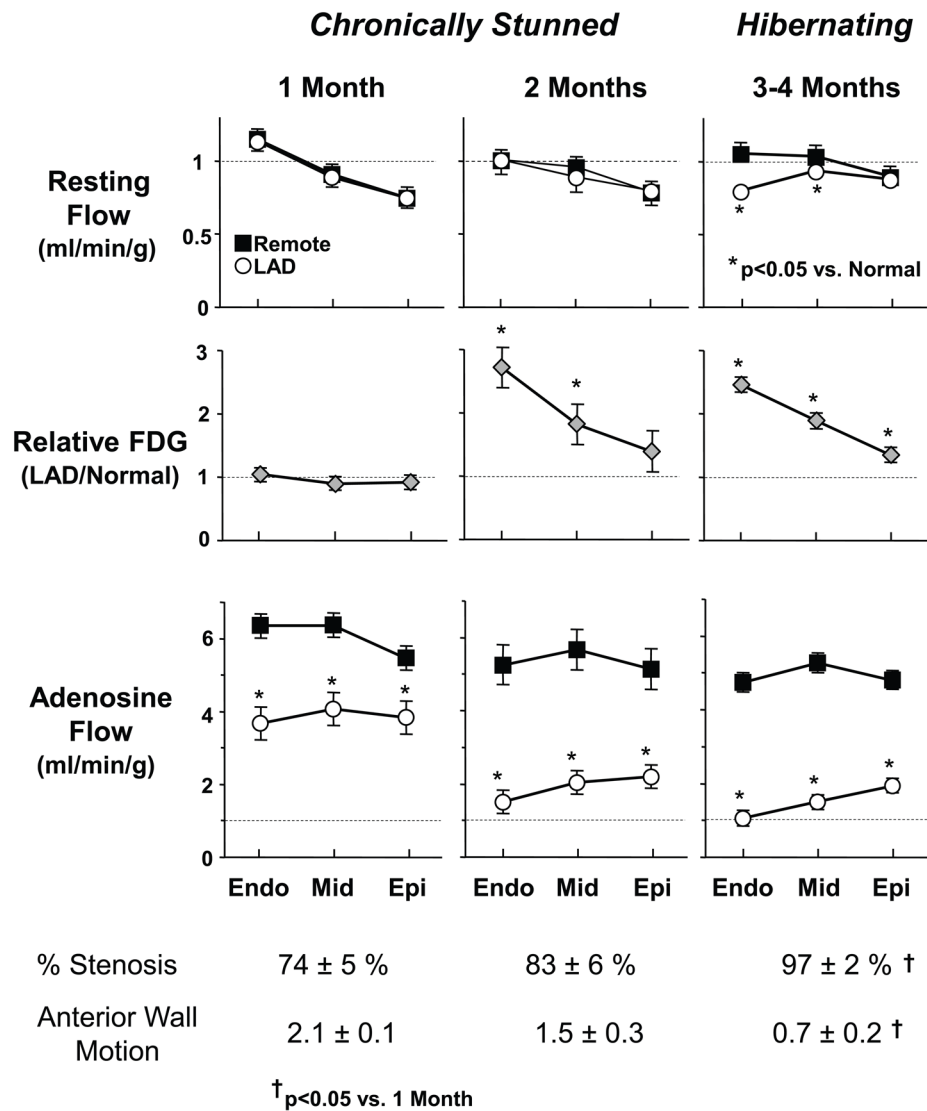 Chronically Stunned Hibernating
1 Month 2 Months 3-4 Months
Resting
Flow
(ml/min/g)
1
0.5
0
Remote
LAD
*
*
* p<0.05 vs. Normal
Relative FDG
(LAD/Normal)
3
2
1
0
*
*
*
*
*
Adenosine
Flow
(ml/min/g)
6
4
2
0
* * *
* * *
* * *
Endo Mid Epi Endo Mid Epi Endo Mid Epi
% Stenosis 74 ± 5 % 83 ± 6 % 97 ± 2 % †
Anterior Wall
Motion 2.1 ± 0.1 1.5 ± 0.3 0.7 ± 0.2 †
† p<0.05 vs. 1 Month